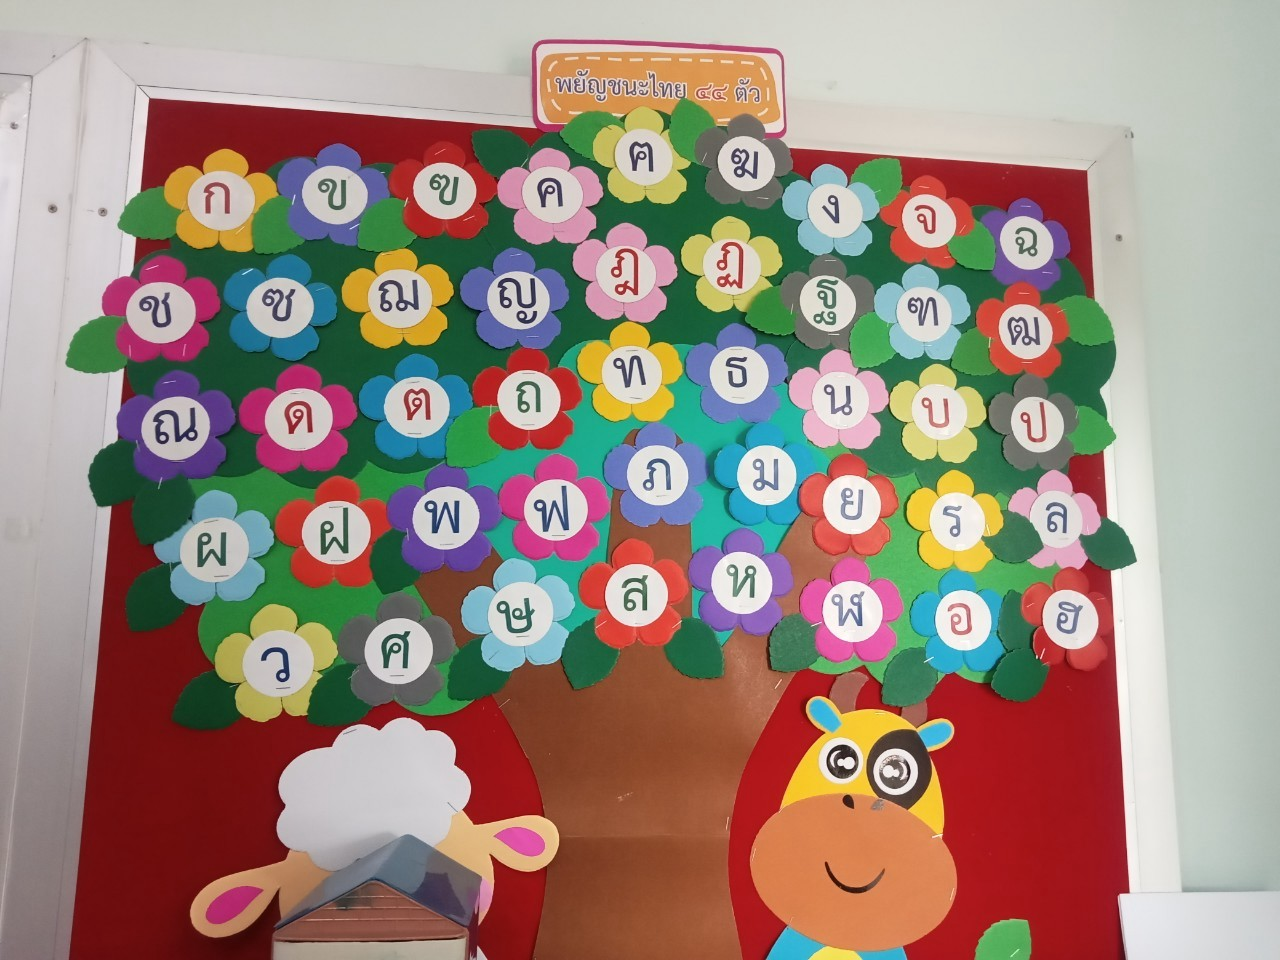 พยัญชนะไทย ๔๔ ตัว
ก ข ฃ ค ฅ ฆ ง จ ฉ
ช ซ ฌ ญ ฎ ฏ ฐ ฑ ฒ
ณ ด ต ถ ท ธ น บ ป
ผ ฝ พ ฟ ภ ม ย ร ล
ว ศ ษ ส ห ฬ อ ฮ